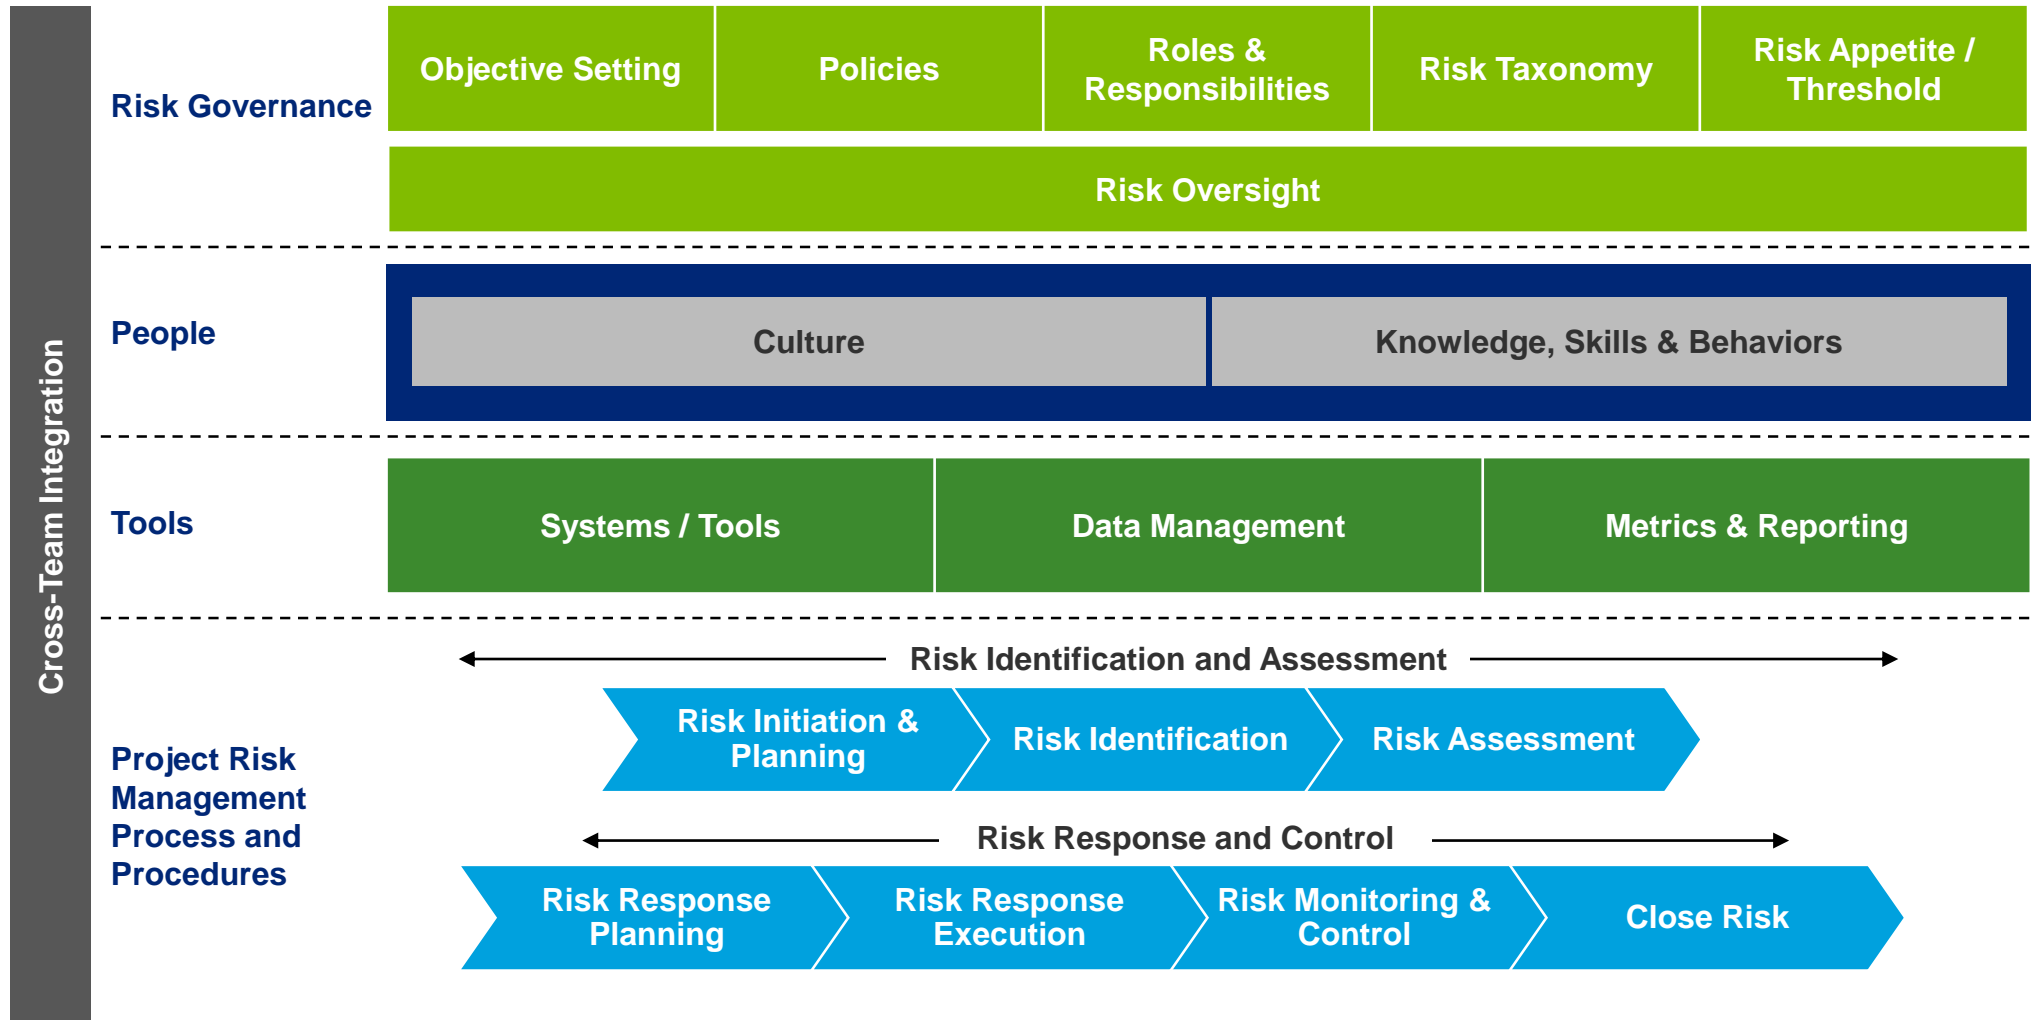 Cross-Team Integration
Risk Governance
Objective Setting
Policies
Roles &
Responsibilities
Risk Taxonomy
Risk Appetite /
Threshold
Risk Oversight
People
Culture
Knowledge, Skills & Behaviors
Tools
Systems / Tools
Data Management
Metrics & Reporting
Project Risk
Management
Process and
Procedures
Risk Identification and Assessment
Risk Initiation &
Planning
Risk Identification
Risk Assessment
Risk Response and Control
Risk Response
Planning
Risk Response
Execution
Risk Monitoring &
Control
Close Risk